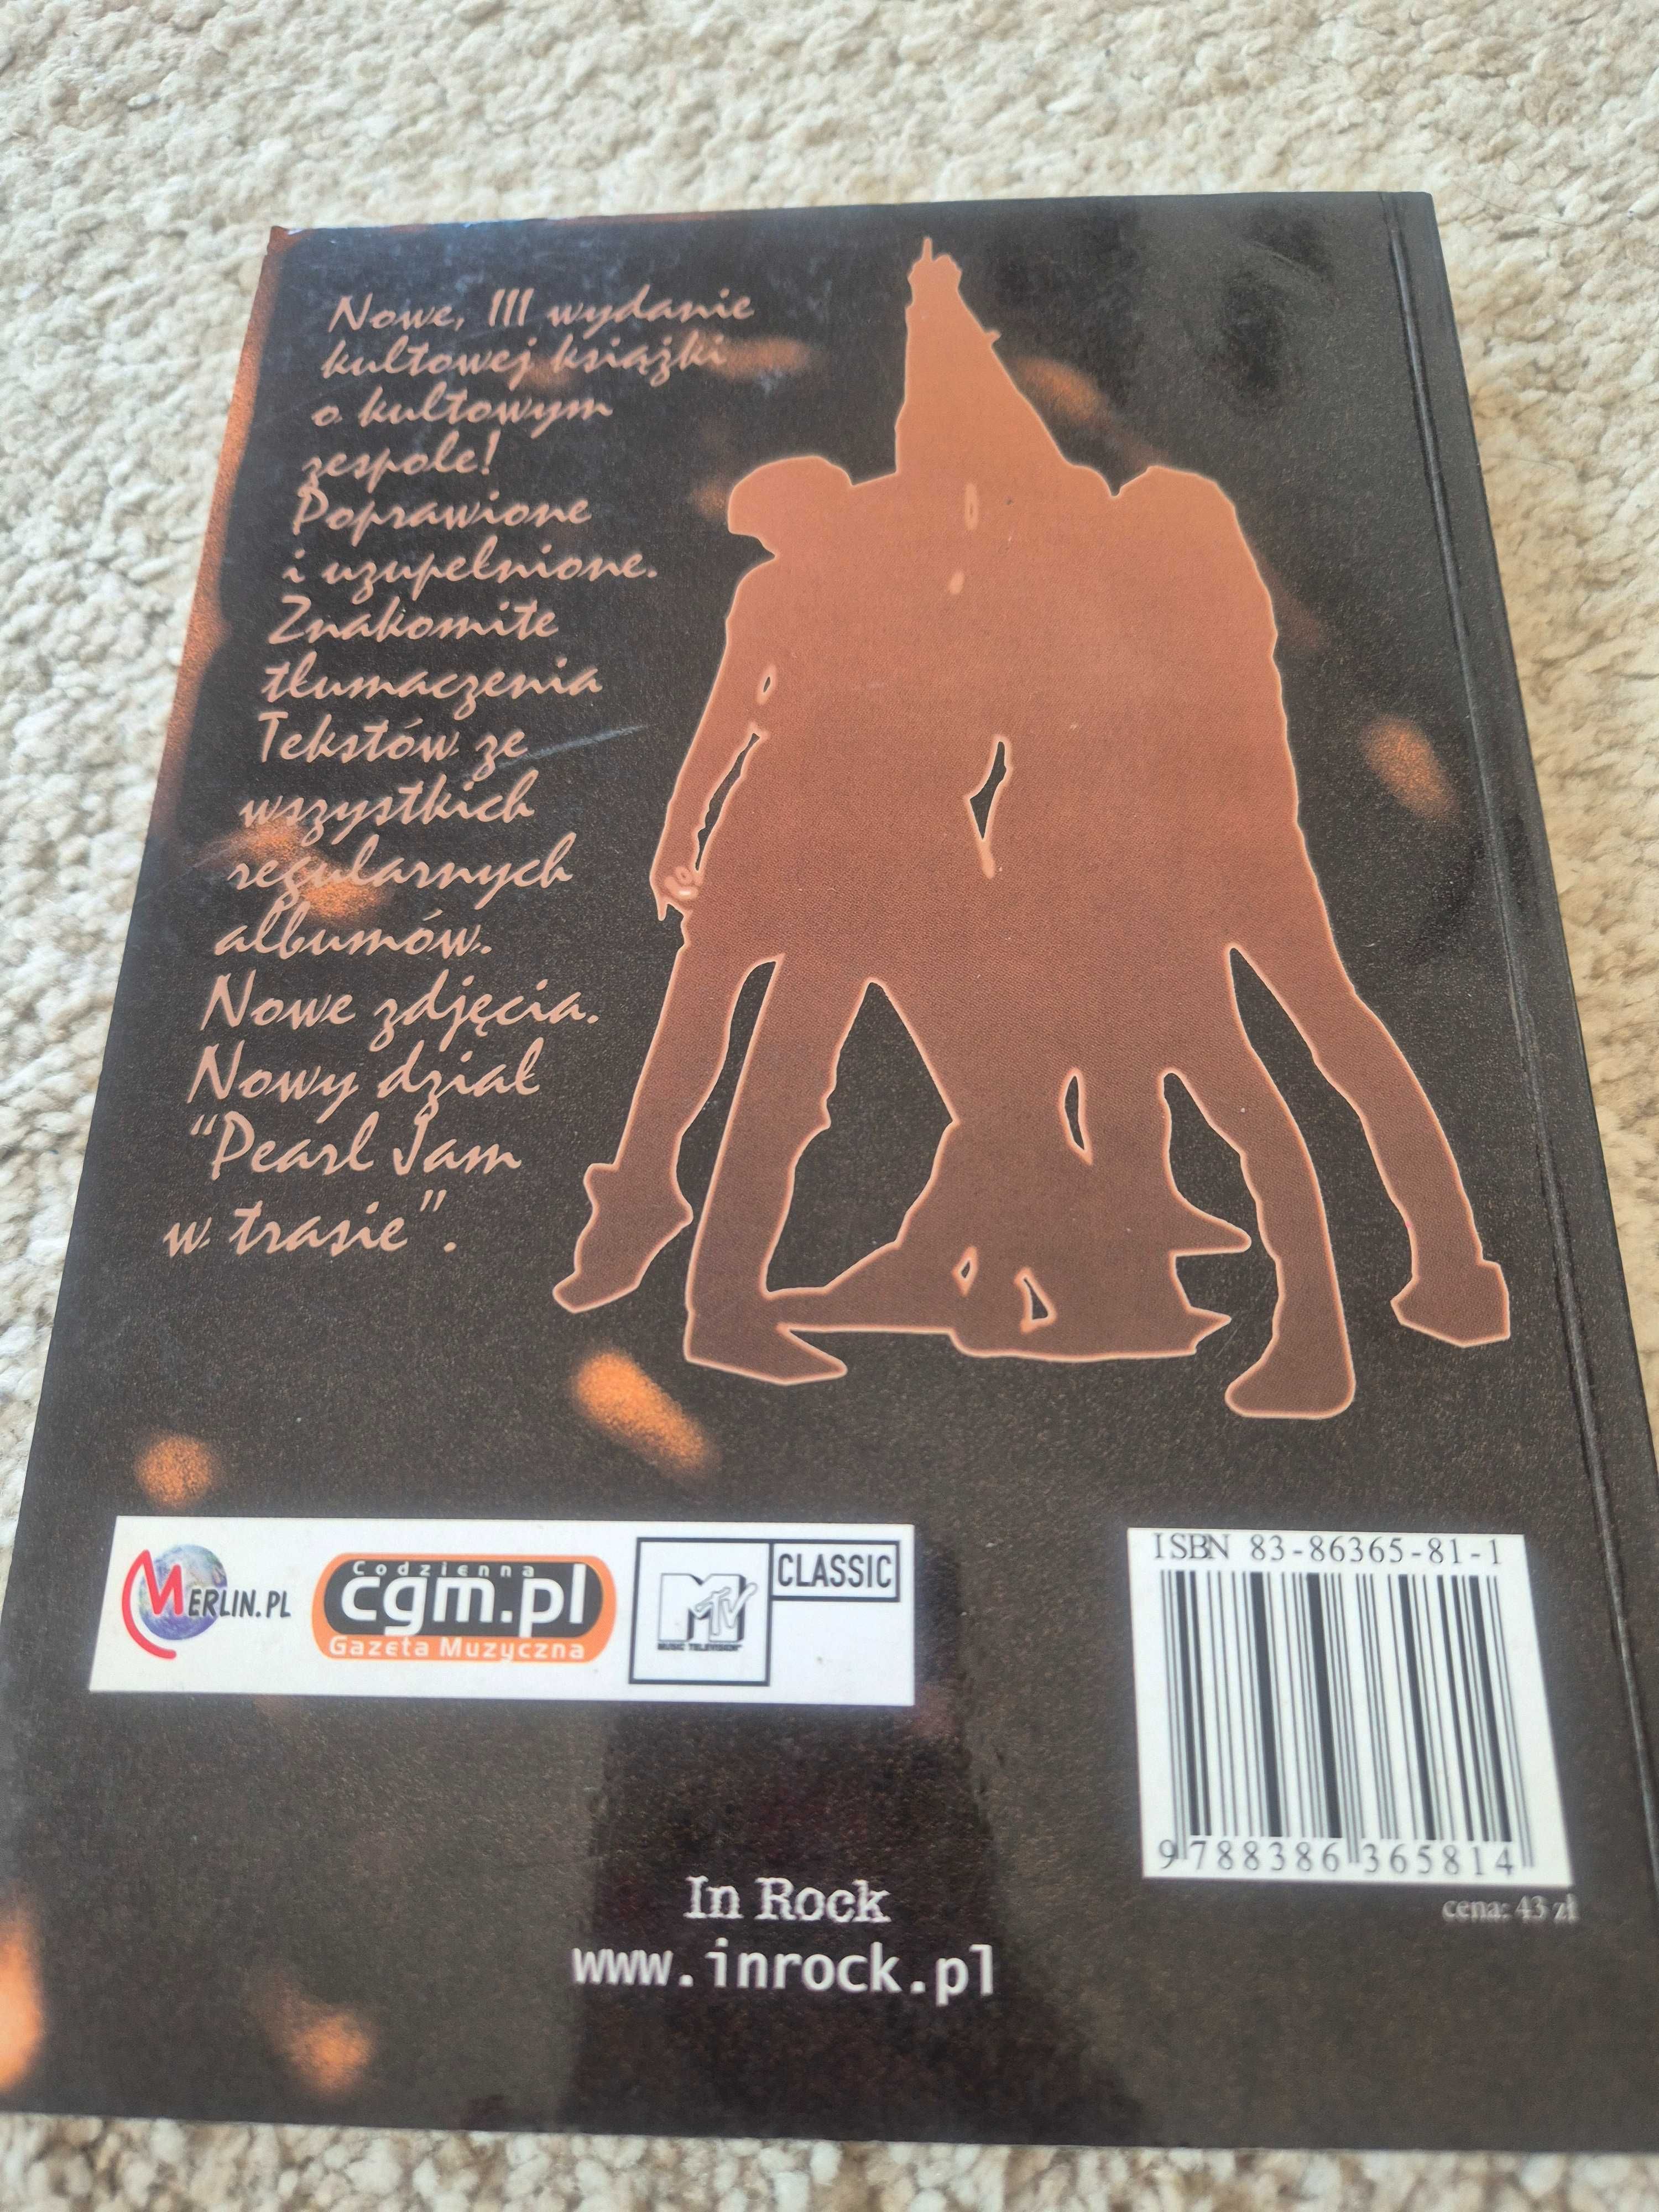 Nowe, III wydanie
kultowej książki
o kultowym
zespole!
Poprawione
i uzupełnione.
Znakomite
tłumaczenia
Tekstów ze
wszystkich
regularnych
albumów.
Nowe zdjęcia.
Nowy dział
“Pearl Jam
w trasie”.
MERLIN.PL
Codzienna
cgm.pl
Gazeta Muzyczna
CLASSIC
MTV
MUSIC TELEVISION
ISBN 83-86365-81-1
9 788386 365814
cena: 43 zł
In Rock
www.inrock.pl